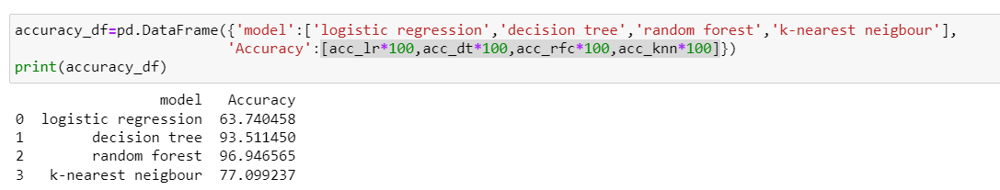 accuracy_df=pd.DataFrame({'model':['logistic regression','decision tree','random forest','k-nearest neigbour'],
'Accuracy':[acc_lr*100,acc_dt*100,acc_rfc*100,acc_knn*100]})
print(accuracy_df)
model Accuracy
0 logistic regression 63.740458
1 decision tree 93.511450
2 random forest 96.946565
3 k-nearest neigbour 77.099237